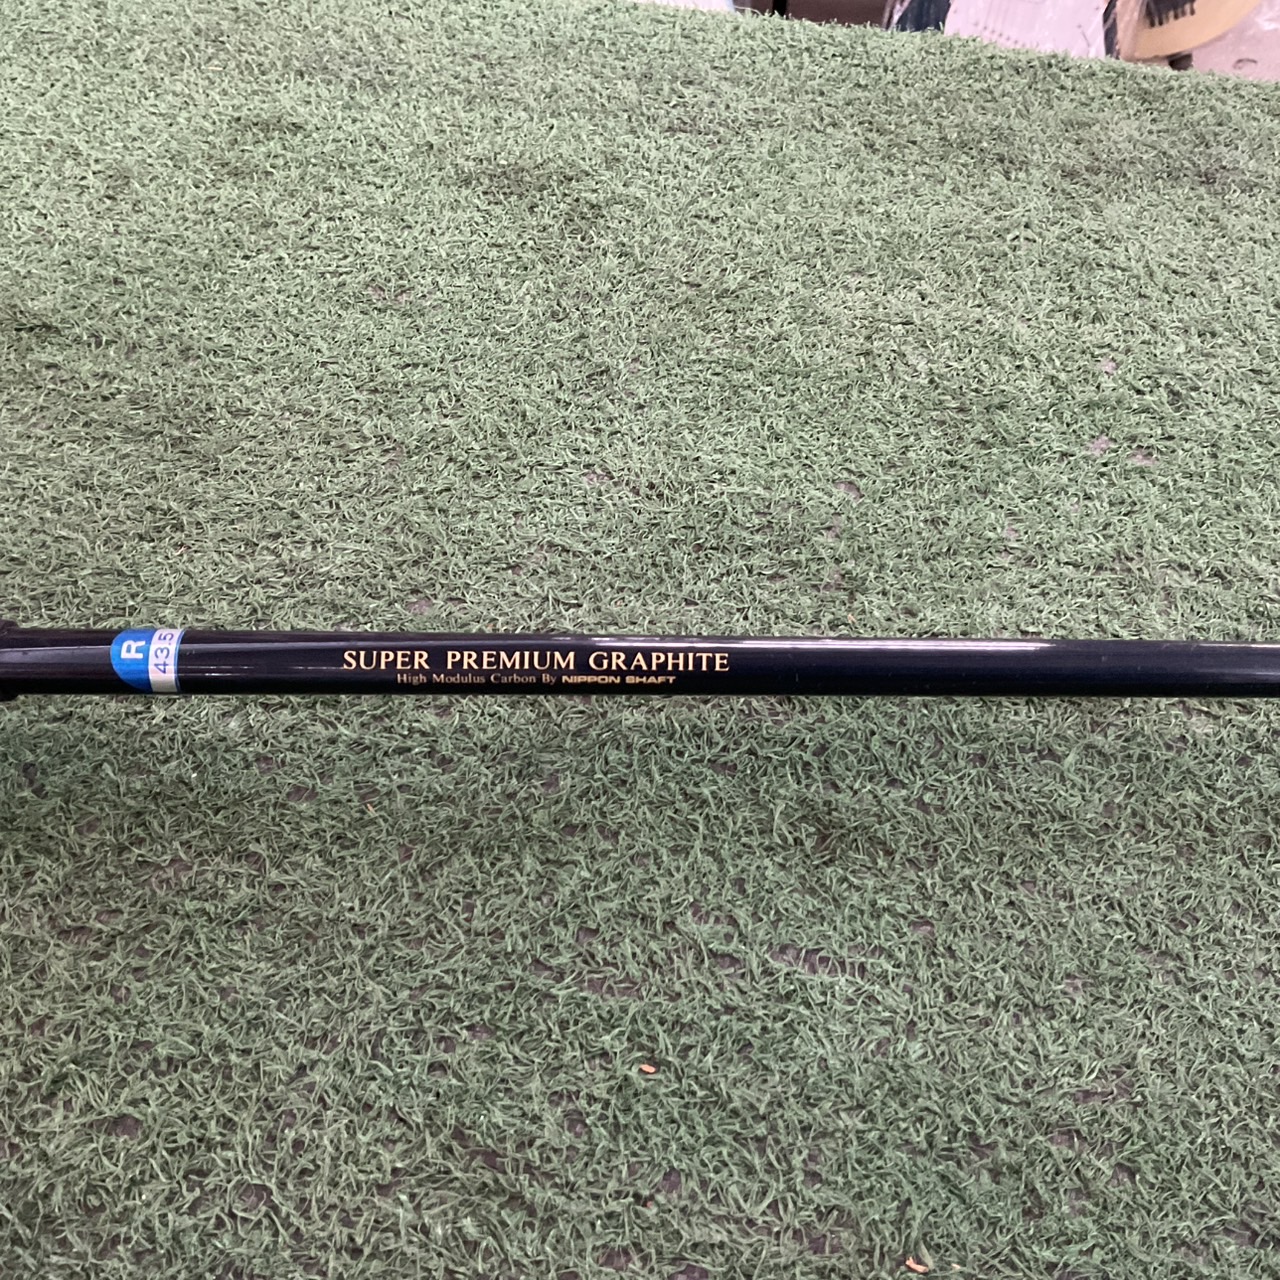 R
43.5
SUPER PREMIUM GRAPHITE
High Modulus Carbon By NIPPON SHAFT